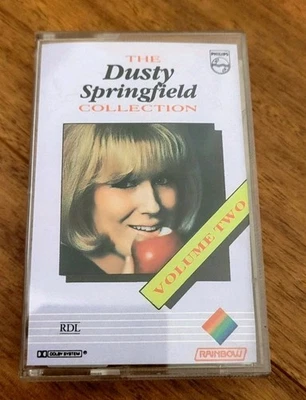 THE
Dusty
Springfield
COLLECTION
PHILIPS
VOLUME TWO
RDL
DOLBY SYSTEM ®
RAINBOW